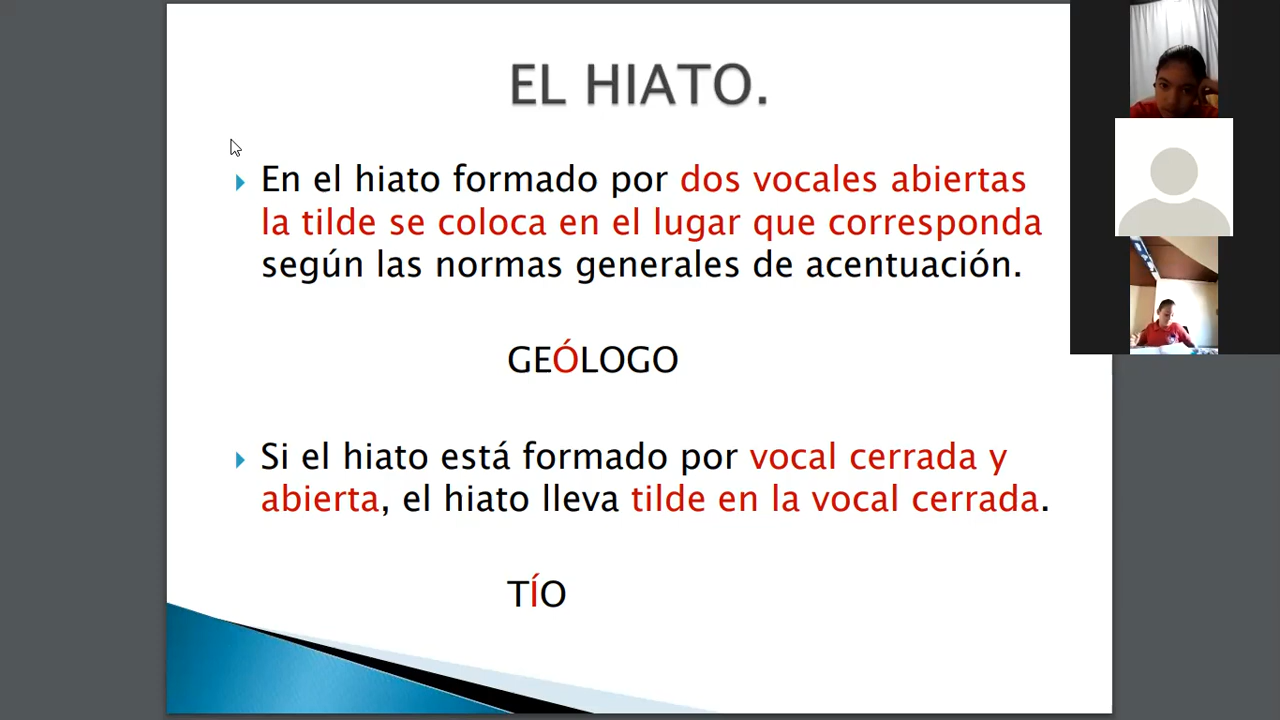 EL HIATO.
En el hiato formado por dos vocales abiertas
la tilde se coloca en el lugar que corresponda
según las normas generales de acentuación.
GEÓLOGO
Si el hiato está formado por vocal cerrada y
abierta, el hiato lleva tilde en la vocal cerrada.
TÍO